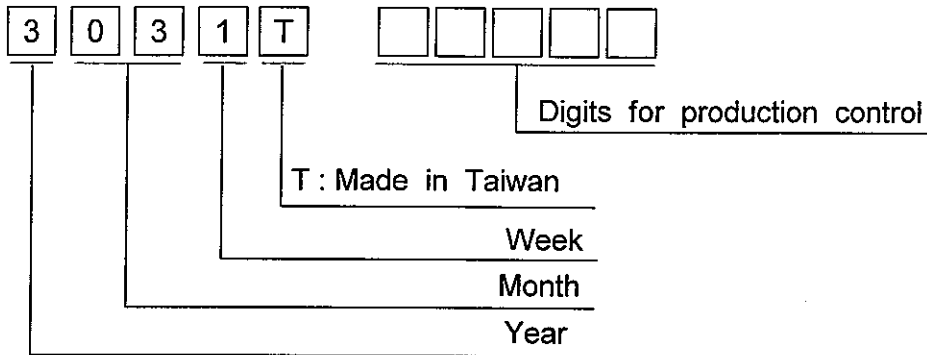 3 0 3 1 T
Digits for production control
T : Made in Taiwan
Week
Month
Year